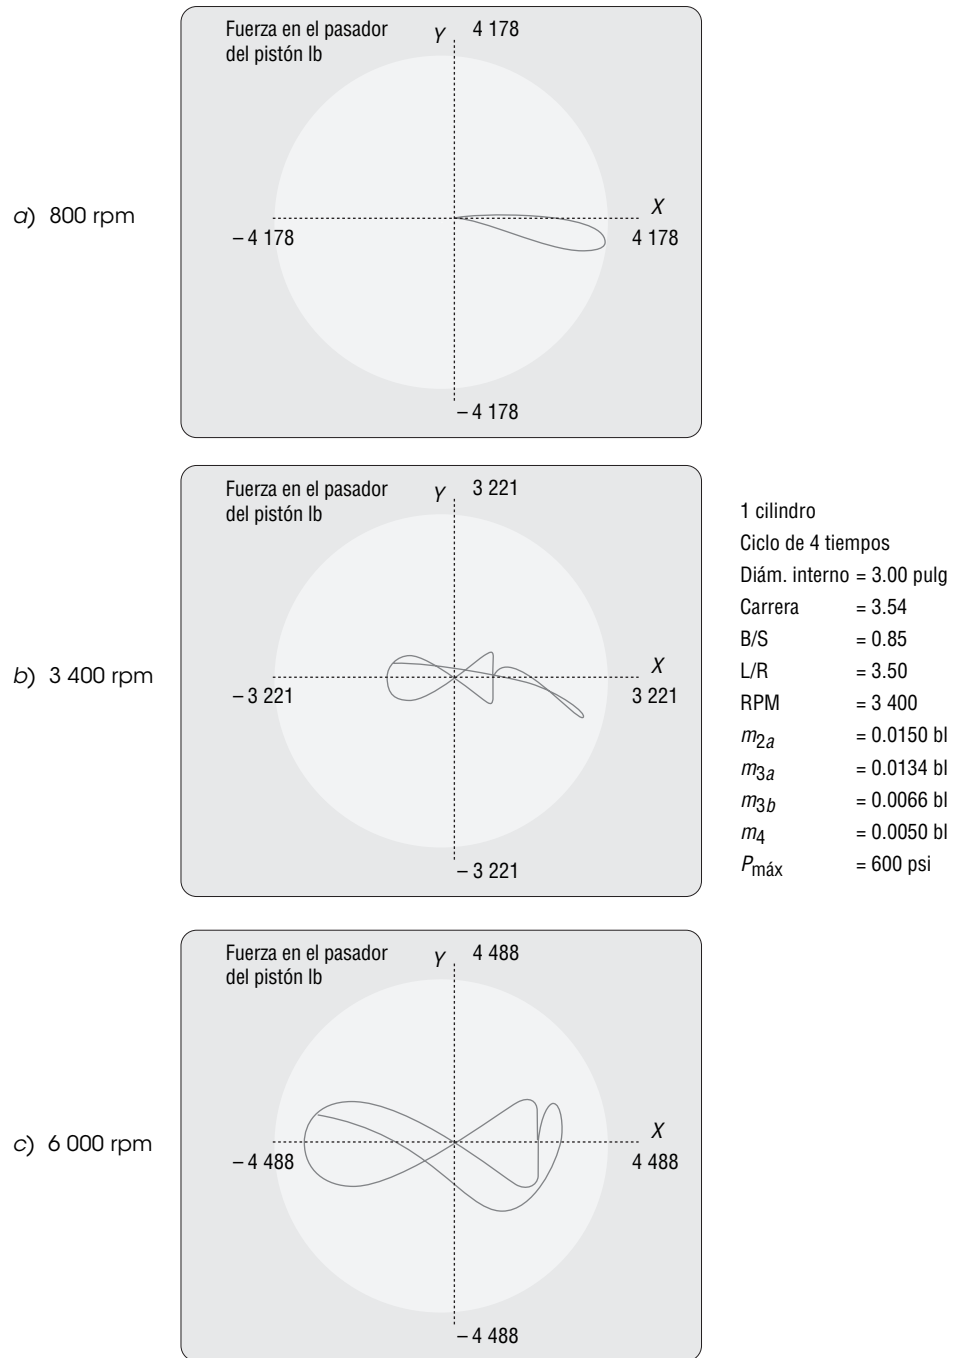 Fuerza en el pasador
del pistón lb
Y 4 178
a) 800 rpm
X
– 4 178
4 178
– 4 178
Fuerza en el pasador
del pistón lb
Y 3 221
b) 3 400 rpm
X
– 3 221
3 221
– 3 221
1 cilindro
Ciclo de 4 tiempos
Diám. interno = 3.00 pulg
Carrera = 3.54
B/S = 0.85
L/R = 3.50
RPM = 3 400
m2a = 0.0150 bl
m3a = 0.0134 bl
m3b = 0.0066 bl
m4 = 0.0050 bl
Pmáx = 600 psi
Fuerza en el pasador
del pistón lb
Y 4 488
c) 6 000 rpm
X
– 4 488
4 488
– 4 488